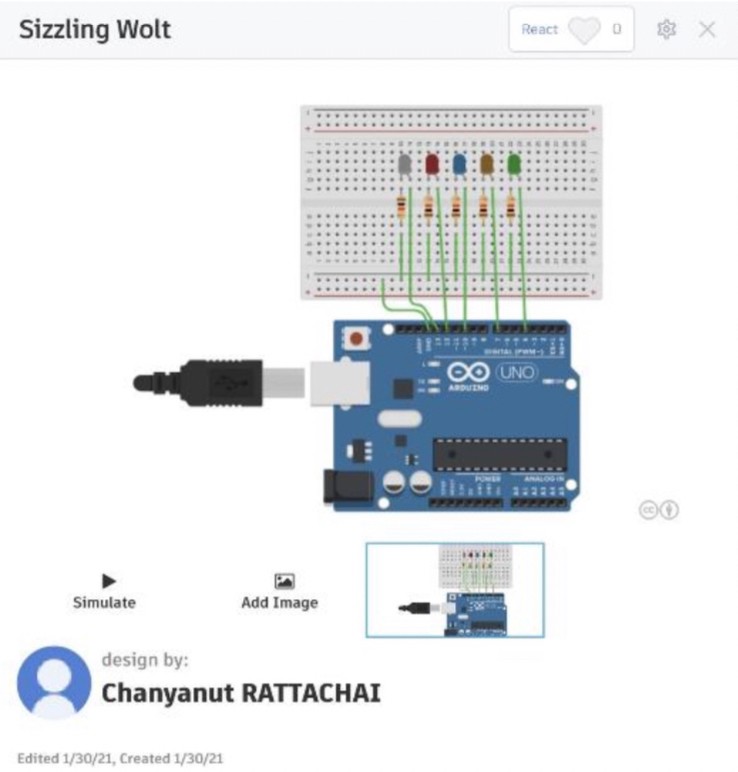 Sizzling Wolt
React 0
DIGITAL (PWM~)
UNO
ARDUINO
POWER ANALOG IN
cc
Simulate
Add Image
design by:
Chanyanut RATTACHAI
Edited 1/30/21, Created 1/30/21